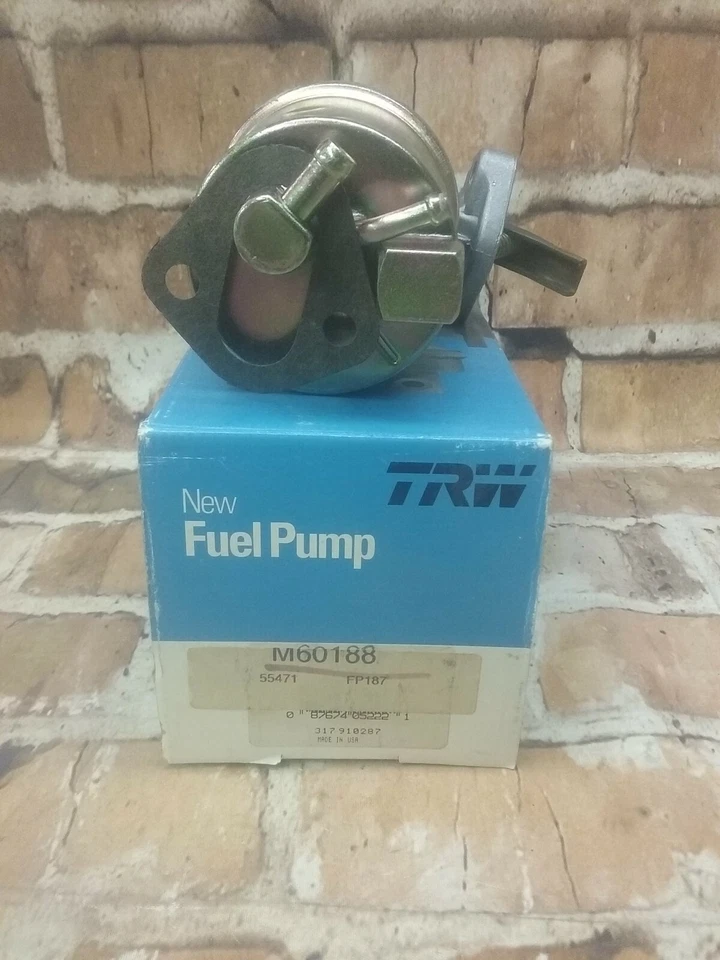 TRW
New
Fuel Pump
M60188
55471 FP187
0 87674 05222 1
J17 910287
MADE IN USA